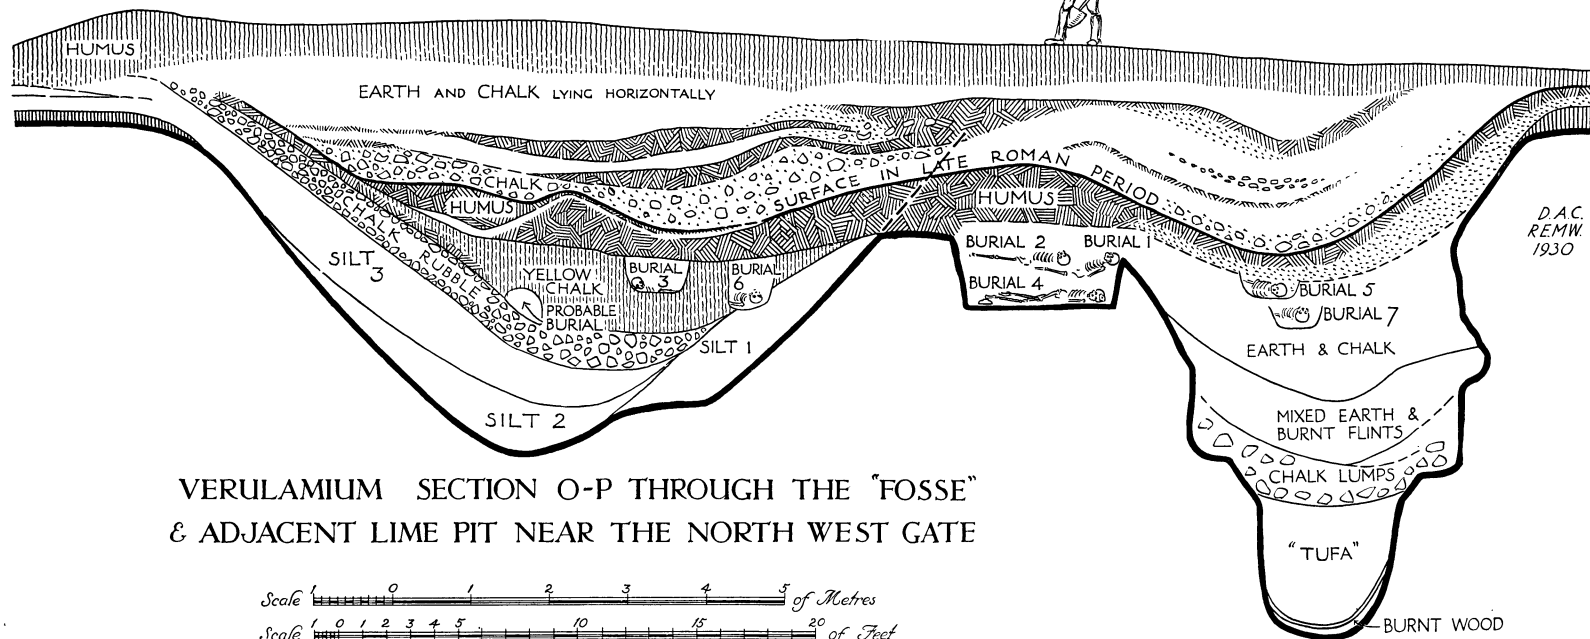 HUMUS
EARTH AND CHALK LYING HORIZONTALLY
CHALK
HUMUS
SURFACE IN LATE ROMAN PERIOD
HUMUS
CHALK RUBBLE
SILT 3
YELLOW
CHALK
PROBABLE
BURIAL
BURIAL
3
BURIAL
6
BURIAL 2
BURIAL 1
BURIAL 4
BURIAL 5
BURIAL 7
D.A.C.
R.E.M.W.
1930
SILT 1
SILT 2
EARTH & CHALK
MIXED EARTH &
BURNT FLINTS
CHALK LUMPS
"TUFA"
BURNT WOOD
VERULAMIUM SECTION O-P THROUGH THE "FOSSE"
& ADJACENT LIME PIT NEAR THE NORTH WEST GATE
Scale 1 0 1 2 3 4 5 of Metres
Scale 1 0 1 2 3 4 5 10 15 20 of Feet